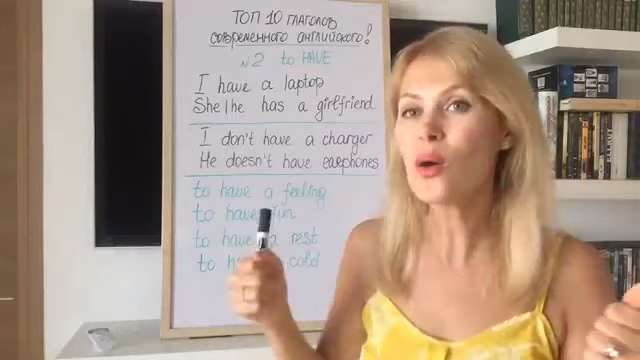 ТОП 10 ГЛАГОЛОВ
современного английского!
№2 to HAVE
I have a laptop
She|he has a girlfriend
I don't have a charger
He doesn't have earphones
to have a feeling
to have fun
to have a rest
to cold